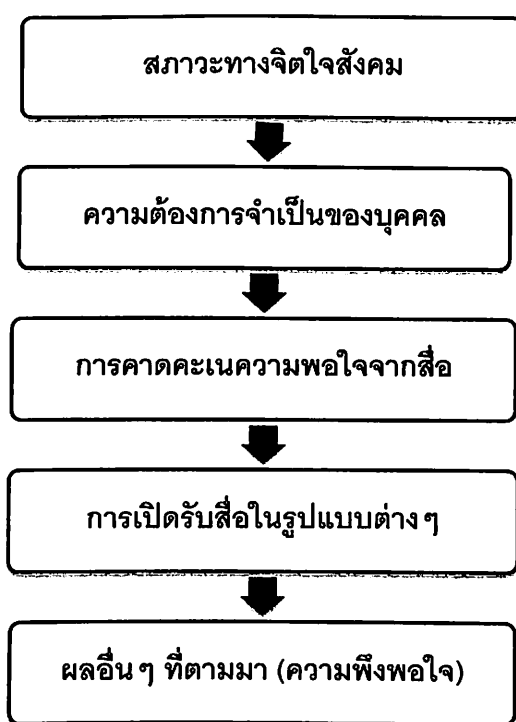 สภาวะทางจิตใจสังคม
ความต้องการจำเป็นของบุคคล
การคาดคะเนความพอใจจากสื่อ
การเปิดรับสื่อในรูปแบบต่างๆ
ผลอื่นๆ ที่ตามมา (ความพึงพอใจ)